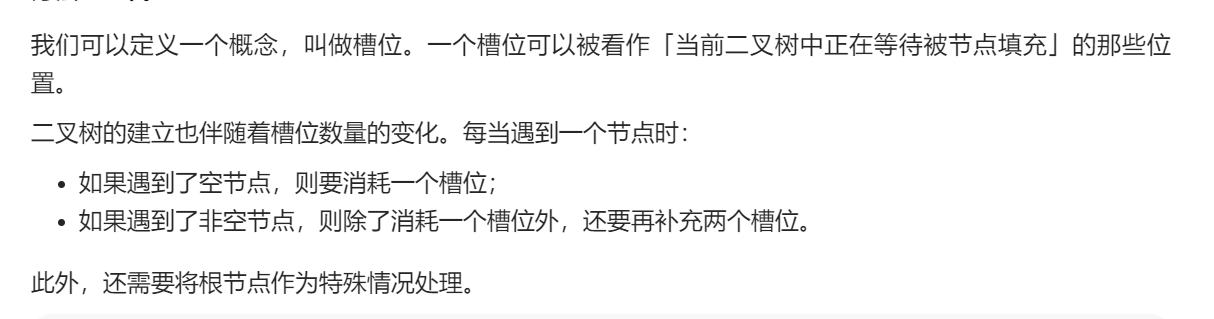 我们可以定义一个概念，叫做槽位。一个槽位可以被看作「当前二叉树中正在等待被节点填充」的那些位
置。
二叉树的建立也伴随着槽位数量的变化。每当遇到一个节点时：
• 如果遇到了空节点，则要消耗一个槽位；
• 如果遇到了非空节点，则除了消耗一个槽位外，还要再补充两个槽位。
此外，还需要将根节点作为特殊情况处理。